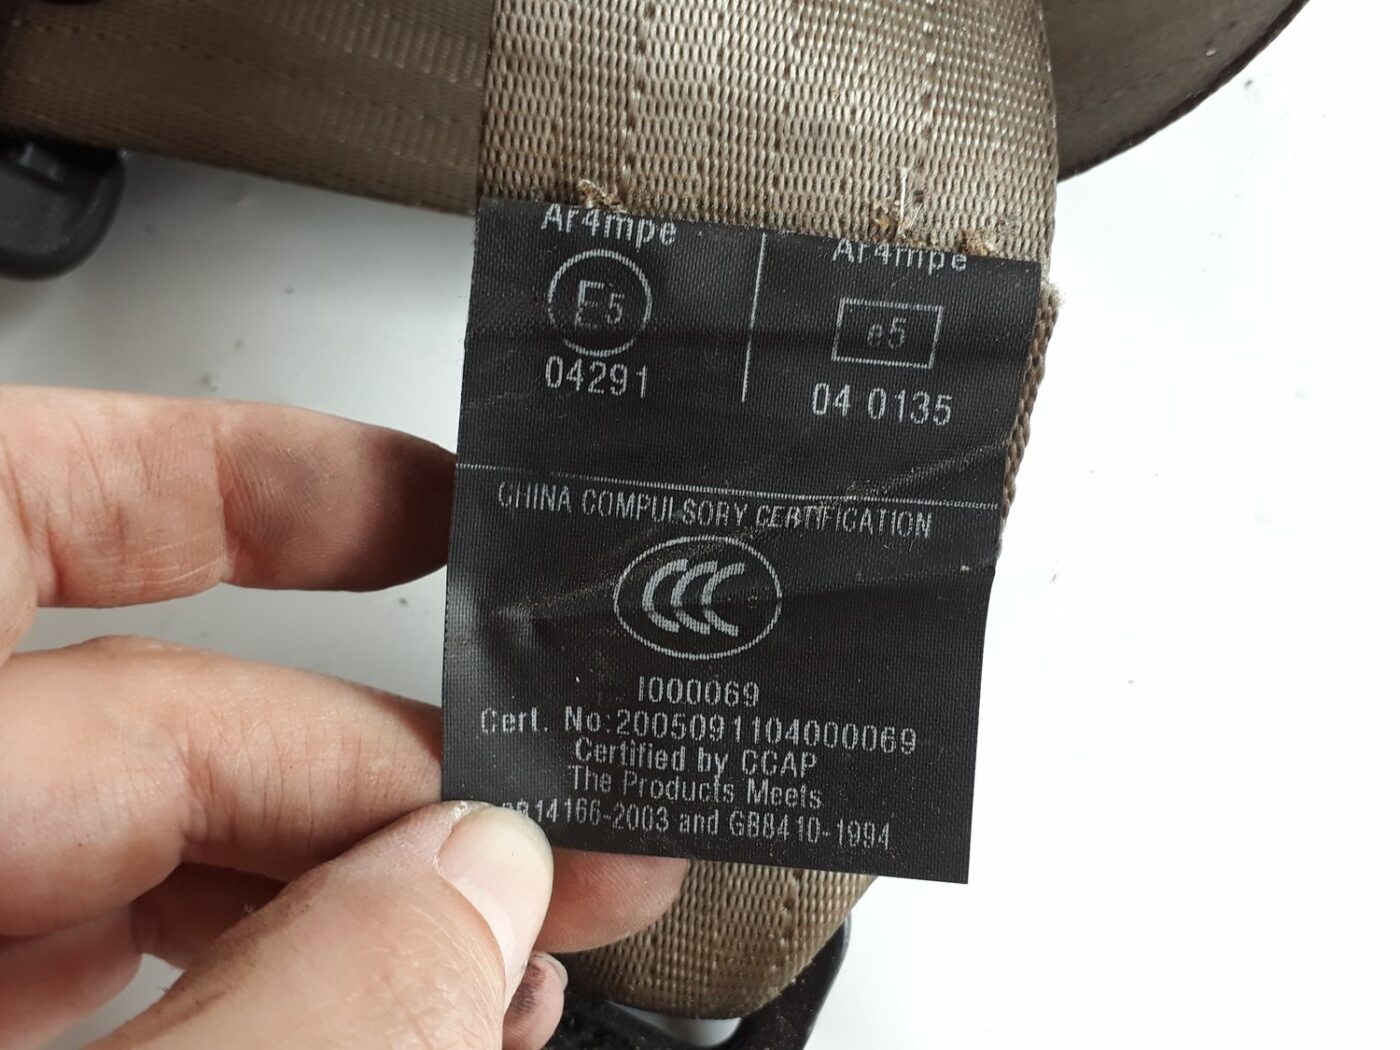 Ar4mpe
E5
04291
Ar4mpe
e5
04 0135
CHINA COMPULSORY CERTIFICATION
CCC
I000069
Cert. No:2005091104000069
Certified by CCAP
The Products Meets
GB14166-2003 and GB8410-1994